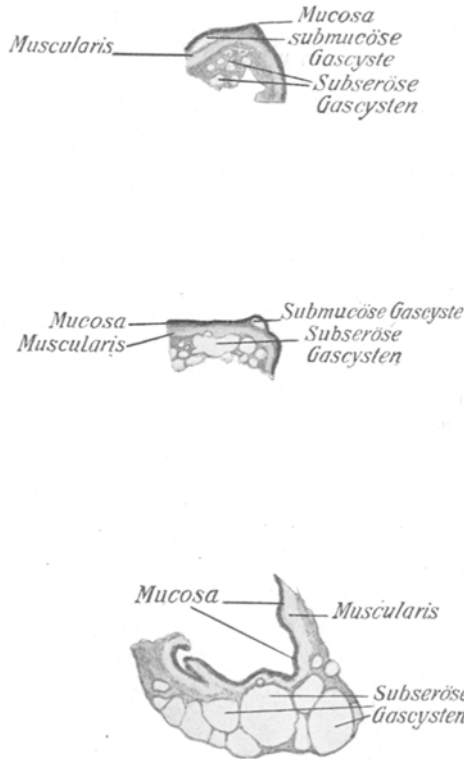 Mucosa
submucöse
Muscularis
Gascyste
Subseröse
Gascysten
Submucöse Gascyste
Mucosa
Subseröse
Muscularis
Gascysten
Mucosa
Muscularis
Subseröse
Gascysten